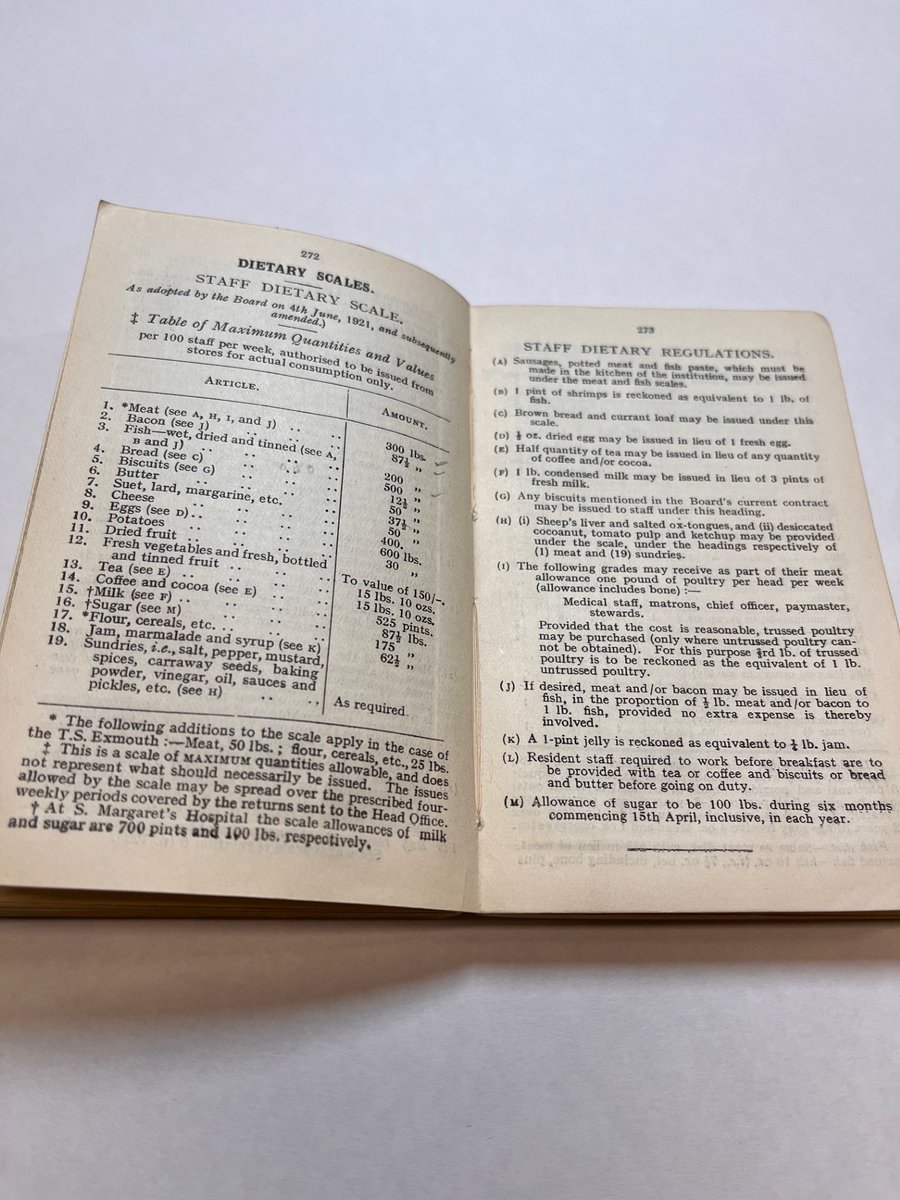 272
DIETARY SCALES.
STAFF DIETARY SCALE.
As adopted by the Board on 4th June, 1921, and subsequently
amended.)
‡ Table of Maximum Quantities and Values
per 100 staff per week, authorised to be issued from
stores for actual consumption only.
ARTICLE. AMOUNT.
1. *Meat (see A, H, I, and J) .. .. 300 lbs.
2. Bacon (see J) .. .. .. 87½ „
3. Fish—wet, dried and tinned (see A,
B and J) .. .. .. 200 „
4. Bread (see C) .. .. .. 500 „
5. Biscuits (see G) .. .. .. 12½ „
6. Butter .. .. .. 50 „
7. Suet, lard, margarine, etc. .. .. 37½ „
8. Cheese .. .. .. 50 „
9. Eggs (see D) .. .. .. 400.
10. Potatoes .. .. .. 600 lbs.
11. Dried fruit .. .. .. 30 „
12. Fresh vegetables and fresh, bottled
and tinned fruit .. .. To value of 150/-.
13. Tea (see E) .. .. .. 15 lbs. 10 ozs.
14. Coffee and cocoa (see E) .. .. 15 lbs. 10 ozs.
15. †Milk (see F) .. .. .. 525 pints.
16. †Sugar (see M) .. .. .. 87½ lbs.
17. *Flour, cereals, etc. .. .. .. 175 „
18. Jam, marmalade and syrup (see K) 62½ „
19. Sundries, i.e., salt, pepper, mustard,
spices, carraway seeds, baking
powder, vinegar, oil, sauces and
pickles, etc. (see H) .. .. As required
* The following additions to the scale apply in the case of
the T.S. Exmouth :—Meat, 50 lbs. ; flour, cereals, etc., 25 lbs.
‡ This is a scale of MAXIMUM quantities allowable, and does
not represent what should necessarily be issued. The issues
allowed by the scale may be spread over the prescribed four-
weekly periods covered by the returns sent to the Head Office.
† At S. Margaret's Hospital the scale allowances of milk
and sugar are 700 pints and 100 lbs. respectively.
273
STAFF DIETARY REGULATIONS.
(A) Sausages, potted meat and fish paste, which must be
made in the kitchen of the institution, may be issued
under the meat and fish scales.
(B) 1 pint of shrimps is reckoned as equivalent to 1 lb. of
fish.
(C) Brown bread and currant loaf may be issued under this
scale.
(D) ½ oz. dried egg may be issued in lieu of 1 fresh egg.
(E) Half quantity of tea may be issued in lieu of any quantity
of coffee and/or cocoa.
(F) 1 lb. condensed milk may be issued in lieu of 3 pints of
fresh milk.
(G) Any biscuits mentioned in the Board's current contract
may be issued to staff under this heading.
(H) (i) Sheep's liver and salted ox-tongues, and (ii) desiccated
cocoanut, tomato pulp and ketchup may be provided
under the scale, under the headings respectively of
(1) meat and (19) sundries.
(I) The following grades may receive as part of their meat
allowance one pound of poultry per head per week
(allowance includes bone) :—
Medical staff, matrons, chief officer, paymaster,
stewards.
Provided that the cost is reasonable, trussed poultry
may be purchased (only where untrussed poultry can-
not be obtained). For this purpose ⅔rd lb. of trussed
poultry is to be reckoned as the equivalent of 1 lb.
untrussed poultry.
(J) If desired, meat and/or bacon may be issued in lieu of
fish, in the proportion of ½ lb. meat and/or bacon to
1 lb. fish, provided no extra expense is thereby
involved.
(K) A 1-pint jelly is reckoned as equivalent to ¼ lb. jam.
(L) Resident staff required to work before breakfast are to
be provided with tea or coffee and biscuits or bread
and butter before going on duty.
(M) Allowance of sugar to be 100 lbs. during six months
commencing 15th April, inclusive, in each year.